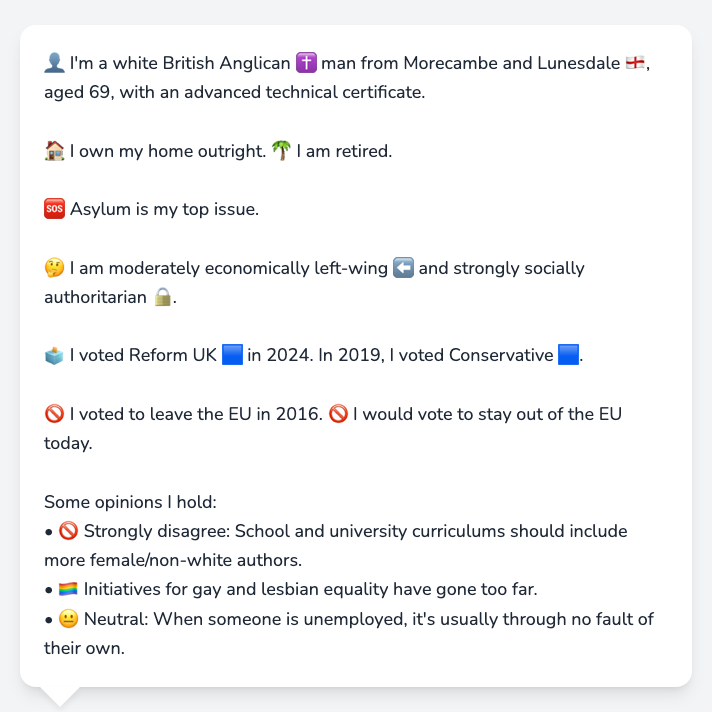 👤 I'm a white British Anglican ✝️ man from Morecambe and Lunesdale 🏴󠁧󠁢󠁥󠁮󠁧󠁿,
aged 69, with an advanced technical certificate.
🏠 I own my home outright. 🌴 I am retired.
🆘 Asylum is my top issue.
🤔 I am moderately economically left-wing ⬅️ and strongly socially
authoritarian 🔒.
🗳️ I voted Reform UK 🟦 in 2024. In 2019, I voted Conservative 🟦.
🚫 I voted to leave the EU in 2016. 🚫 I would vote to stay out of the EU
today.
Some opinions I hold:
• 🚫 Strongly disagree: School and university curriculums should include
more female/non-white authors.
• 🏳️‍🌈 Initiatives for gay and lesbian equality have gone too far.
• 😐 Neutral: When someone is unemployed, it's usually through no fault of
their own.